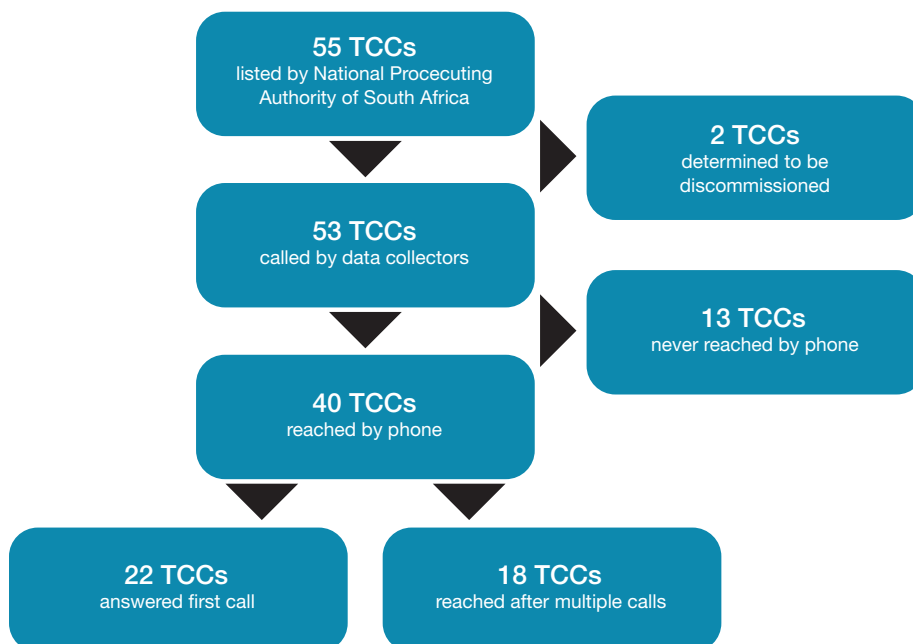 55 TCCs
listed by National Procecuting
Authority of South Africa
2 TCCs
determined to be
discommissioned
53 TCCs
called by data collectors
13 TCCs
never reached by phone
40 TCCs
reached by phone
22 TCCs
answered first call
18 TCCs
reached after multiple calls